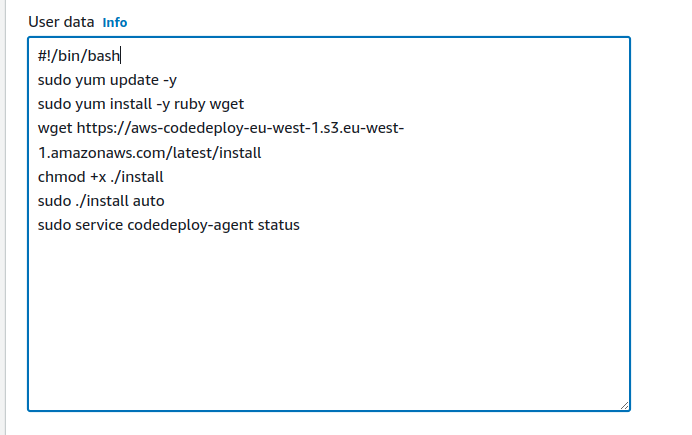 User data Info
#!/bin/bash
sudo yum update -y
sudo yum install -y ruby wget
wget https://aws-codedeploy-eu-west-1.s3.eu-west-
1.amazonaws.com/latest/install
chmod +x ./install
sudo ./install auto
sudo service codedeploy-agent status